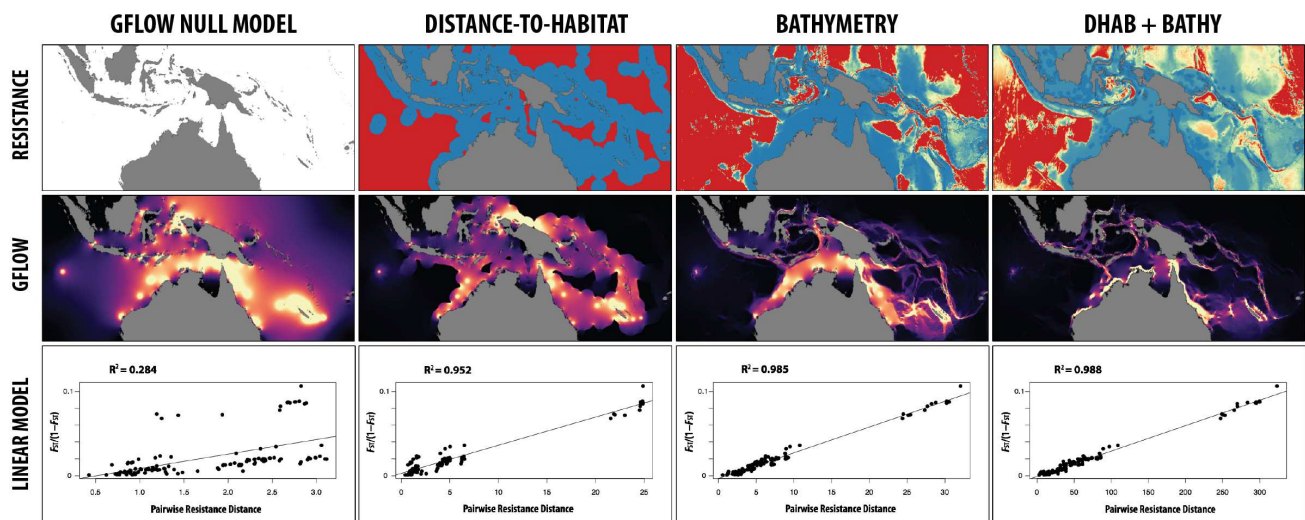 GFLOW NULL MODEL
DISTANCE-TO-HABITAT
BATHYMETRY
DHAB + BATHY
RESISTANCE
GFLOW
LINEAR MODEL
R² = 0.284
0.1
0
FST/(1−FST)
0.5 1.0 1.5 2.0 2.5 3.0
Pairwise Resistance Distance
R² = 0.952
0.1
0
FST/(1−FST)
0 5 10 15 20 25
Pairwise Resistance Distance
R² = 0.985
0.1
0
FST/(1−FST)
0 5 10 15 20 25 30
Pairwise Resistance Distance
R² = 0.988
0.1
0
FST/(1−FST)
0 50 100 150 200 250 300
Pairwise Resistance Distance